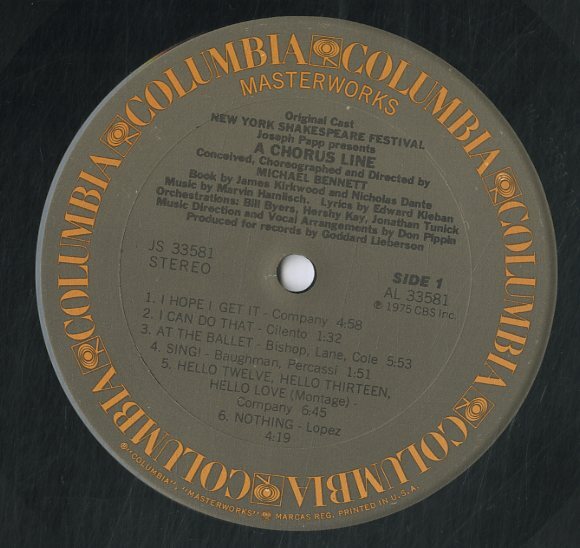 COLUMBIA COLUMBIA COLUMBIA COLUMBIA COLUMBIA COLUMBIA COLUMBIA COLUMBIA
MASTERWORKS
Original Cast
NEW YORK SHAKESPEARE FESTIVAL
Joseph Papp presents
A CHORUS LINE
Conceived, Choreographed and Directed by
MICHAEL BENNETT
Book by James Kirkwood and Nicholas Dante
Music by Marvin Hamlisch. Lyrics by Edward Kleban
Orchestrations: Bill Byers, Hershy Kay, Jonathan Tunick
Music Direction and Vocal Arrangements by Don Pippin
Produced for records by Goddard Lieberson
JS 33581
STEREO
SIDE 1
AL 33581
℗ 1975 CBS Inc.
1. I HOPE I GET IT - Company 4:58
2. I CAN DO THAT - Cilento 1:32
3. AT THE BALLET - Bishop, Lane, Cole 5:53
4. SING! - Baughman, Percassi 1:51
5. HELLO TWELVE, HELLO THIRTEEN,
HELLO LOVE (Montage) -
Company 6:45
6. NOTHING - Lopez
4:19
®"COLUMBIA", "MASTERWORKS" MARCAS REG. PRINTED IN U.S.A.